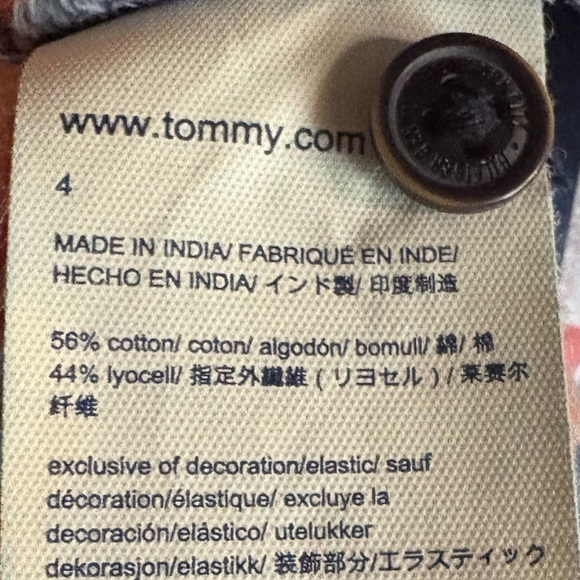 www.tommy.com
4
MADE IN INDIA/ FABRIQUÉ EN INDE/
HECHO EN INDIA/ インド製/ 印度制造
56% cotton/ coton/ algodón/ bomull/ 綿/ 棉
44% lyocell/ 指定外繊維 ( リヨセル ) / 莱赛尔
纤维
exclusive of decoration/elastic/ sauf
décoration/élastique/ excluye la
decoración/elástico/ utelukker
dekorasjon/elastikk/ 装飾部分/エラスティック